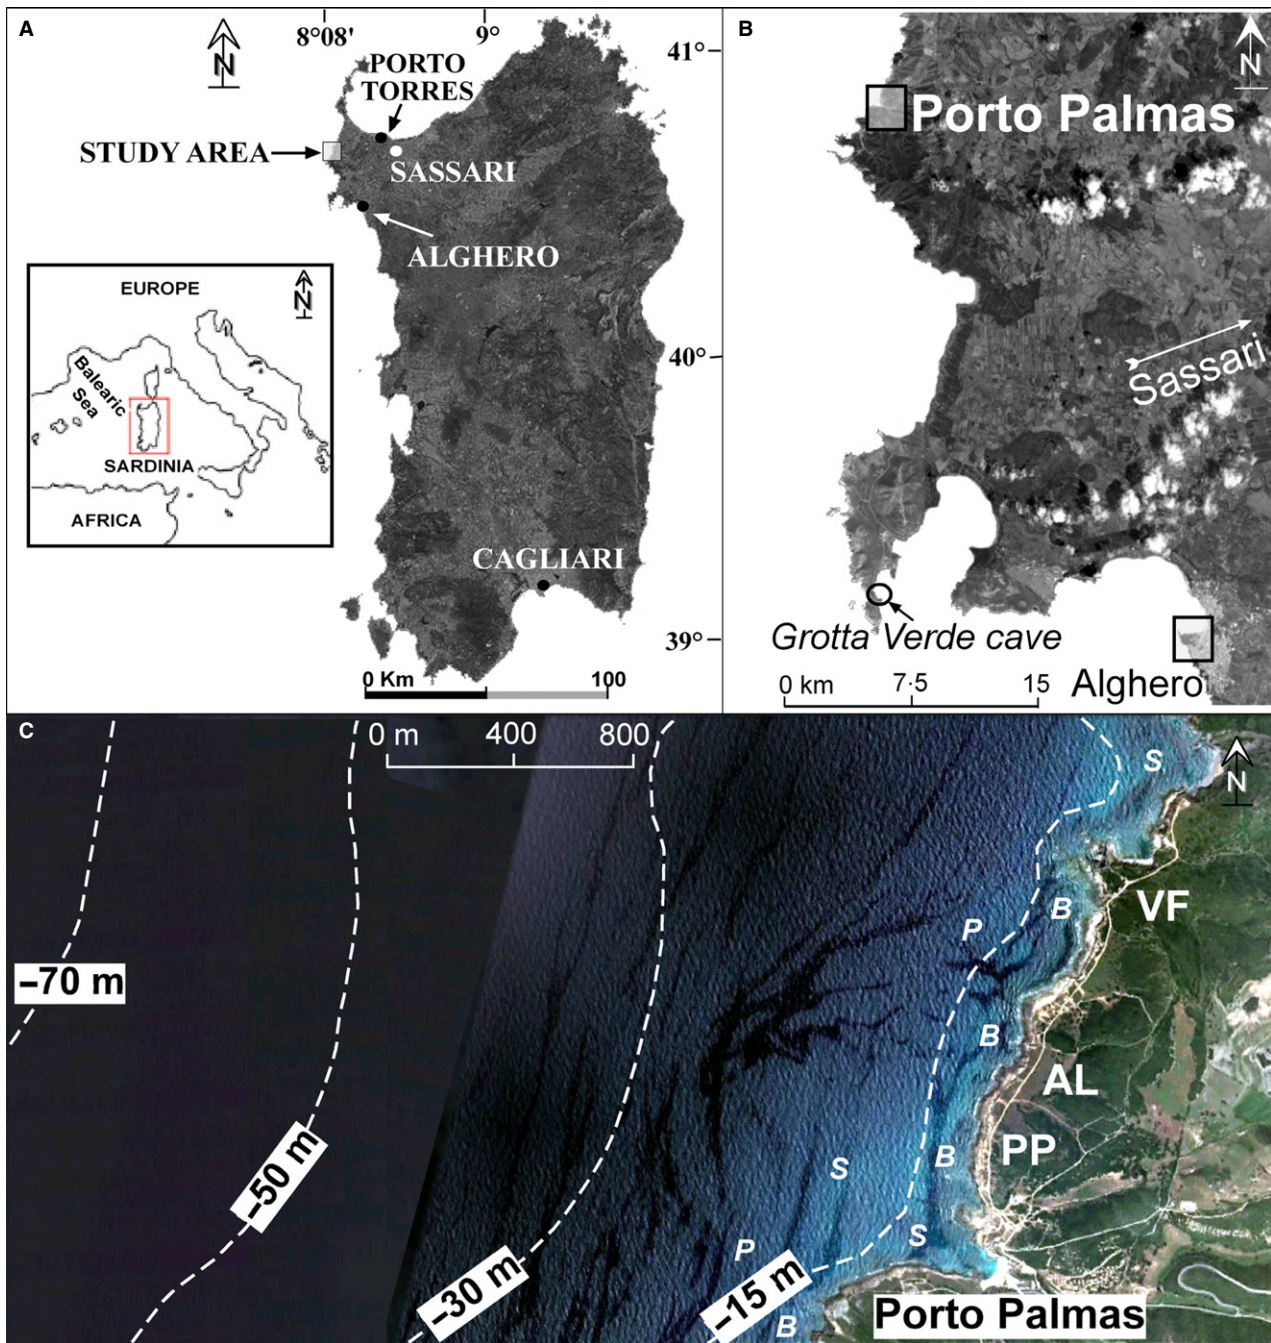 A
8°08'
9°
N
PORTO
TORRES
STUDY AREA
SASSARI
ALGHERO
41°
40°
39°
EUROPE
N
Balearic
Sea
SARDINIA
AFRICA
CAGLIARI
0 Km
100
B
N
Porto Palmas
Sassari
Grotta Verde cave
Alghero
0 km
7·5
15
C
0 m
400
800
S
N
VF
B
P
–70 m
B
AL
PP
B
S
–50 m
S
P
–30 m
–15 m
B
Porto Palmas